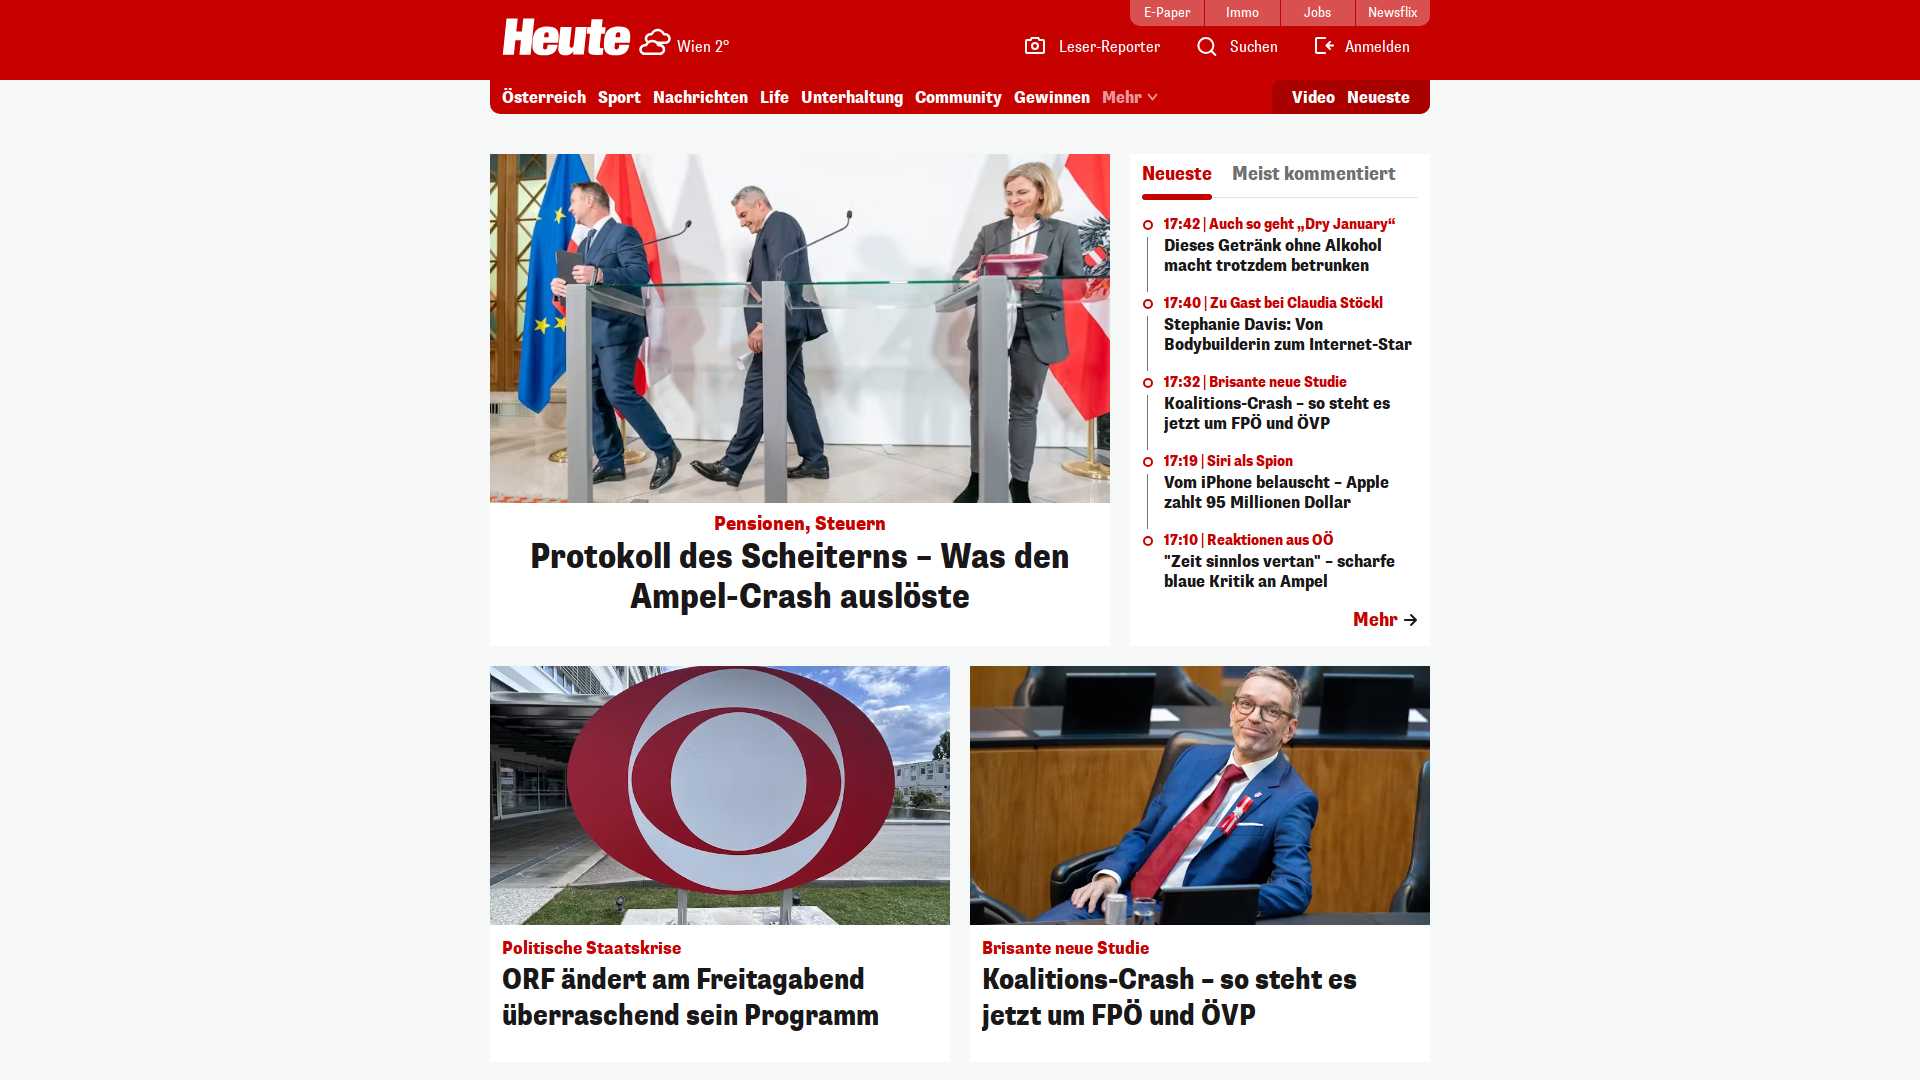 E-Paper
Immo
Jobs
Newsflix
Heute
Wien 2°
Leser-Reporter
Suchen
Anmelden
Österreich
Sport
Nachrichten
Life
Unterhaltung
Community
Gewinnen
Mehr
Video
Neueste
Pensionen, Steuern
Protokoll des Scheiterns – Was den
Ampel-Crash auslöste
Neueste
Meist kommentiert
17:42 | Auch so geht „Dry January“
Dieses Getränk ohne Alkohol
macht trotzdem betrunken
17:40 | Zu Gast bei Claudia Stöckl
Stephanie Davis: Von
Bodybuilderin zum Internet-Star
17:32 | Brisante neue Studie
Koalitions-Crash – so steht es
jetzt um FPÖ und ÖVP
17:19 | Siri als Spion
Vom iPhone belauscht – Apple
zahlt 95 Millionen Dollar
17:10 | Reaktionen aus OÖ
"Zeit sinnlos vertan" – scharfe
blaue Kritik an Ampel
Mehr
Politische Staatskrise
ORF ändert am Freitagabend
überraschend sein Programm
Brisante neue Studie
Koalitions-Crash – so steht es
jetzt um FPÖ und ÖVP